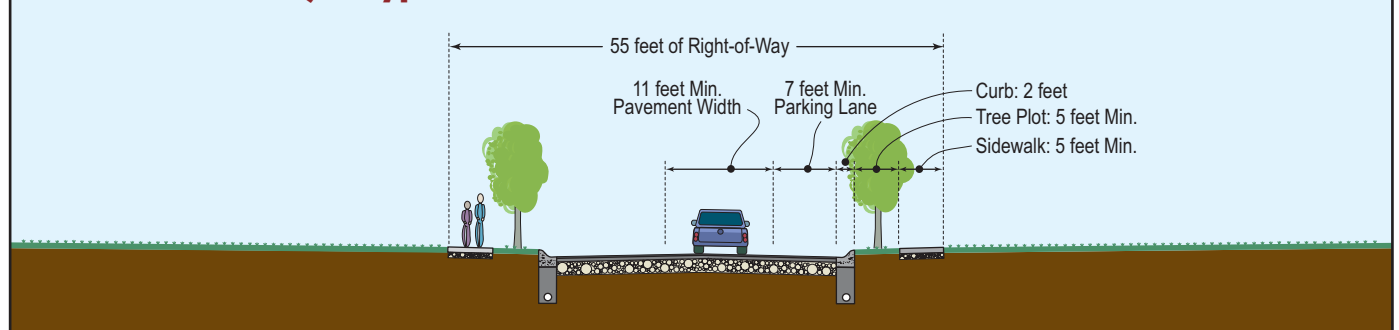 55 feet of Right-of-Way
11 feet Min.
Pavement Width
7 feet Min.
Parking Lane
Curb: 2 feet
Tree Plot: 5 feet Min.
Sidewalk: 5 feet Min.